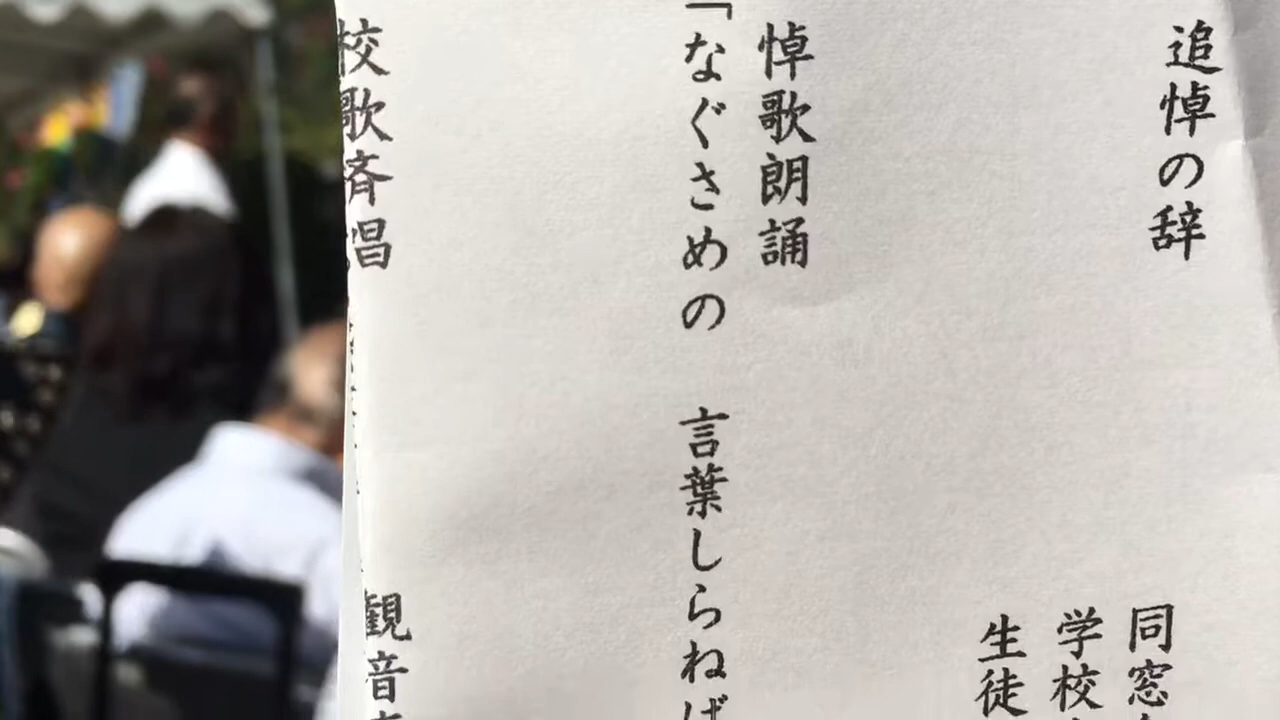 追悼の辞
同窓
学校
生徒
悼歌朗誦
「なぐさめの 言葉しらねば
校歌斉唱
観音